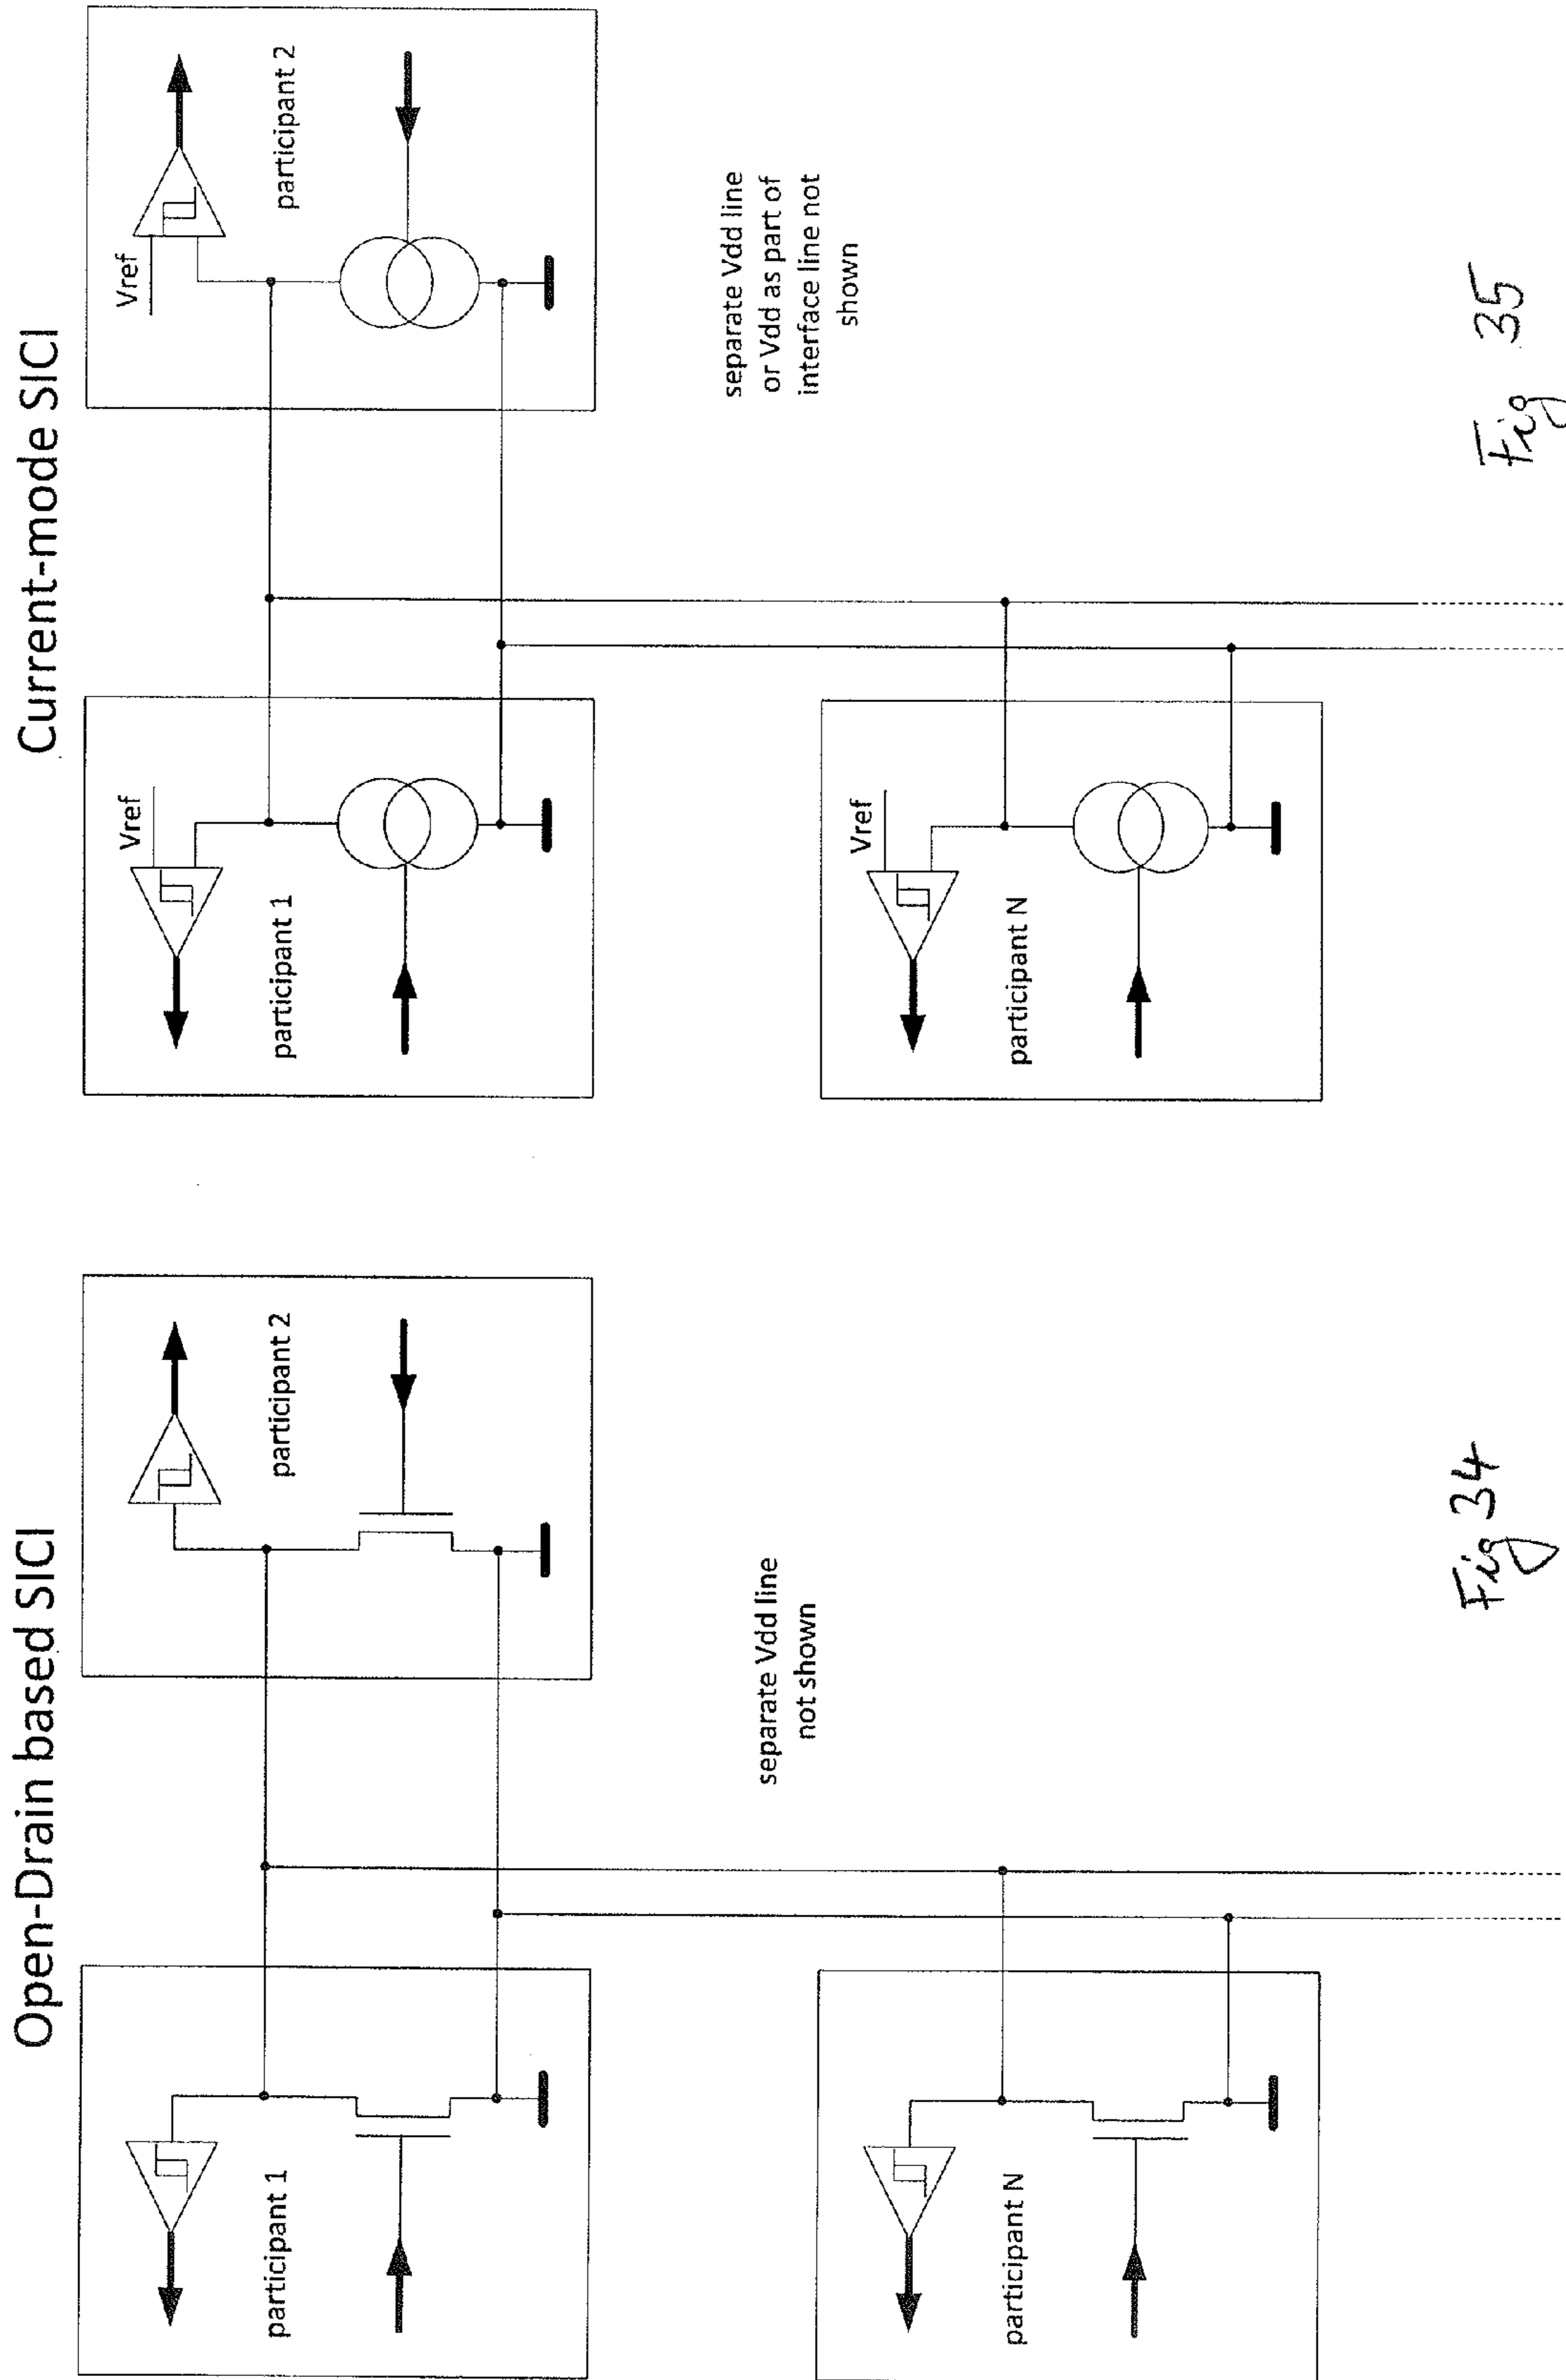 Open-Drain based SICI
participant 1
participant 2
participant N
separate Vdd line
not shown
Fig 34
Current-mode SICI
Vref
participant 1
Vref
participant 2
Vref
participant N
separate Vdd line
or Vdd as part of
interface line not
shown
Fig 35